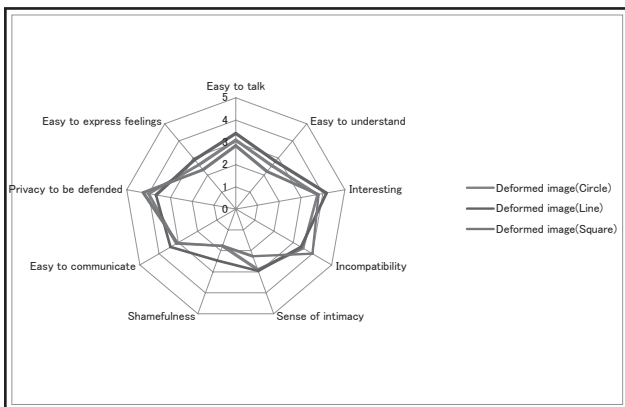 Easy to talk
5
Easy to express feelings
4
Easy to understand
3
2
Privacy to be defended
1
Interesting
0
Deformed image(Circle)
Deformed image(Line)
Deformed image(Square)
Easy to communicate
Incompatibility
Shamefulness
Sense of intimacy